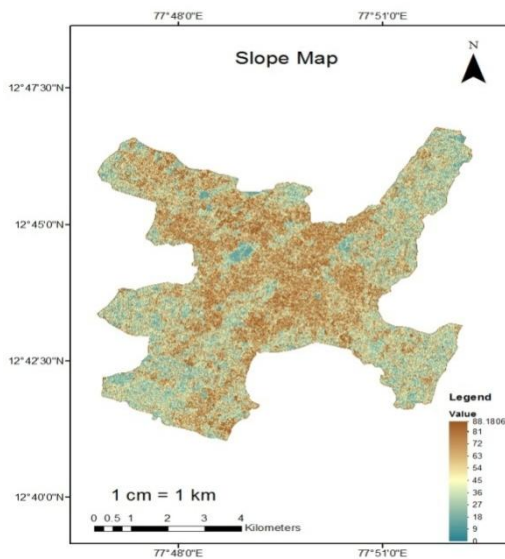 77°48'0"E 77°51'0"E
Slope Map
N
12°47'30"N
12°45'0"N
12°42'30"N
12°40'0"N
Legend
Value
88.1806
81
72
63
54
45
36
27
18
9
0
1 cm = 1 km
0 0.5 1 2 3 4
Kilometers
77°48'0"E 77°51'0"E